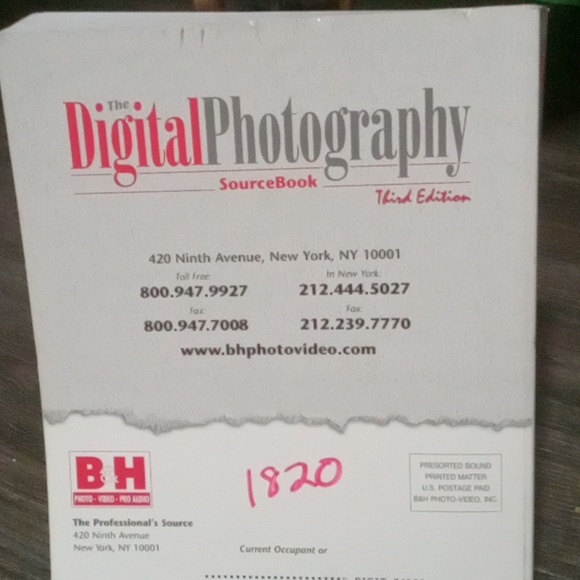 The
DigitalPhotography
SourceBook
Third Edition
420 Ninth Avenue, New York, NY 10001
Toll Free: In New York:
800.947.9927 212.444.5027
Fax: Fax:
800.947.7008 212.239.7770
www.bhphotovideo.com
B&H
PHOTO - VIDEO - PRO AUDIO
1820
PRESORTED BOUND
PRINTED MATTER
U.S. POSTAGE PAID
B&H PHOTO-VIDEO, INC.
The Professional's Source
420 Ninth Avenue
New York, NY 10001
Current Occupant or